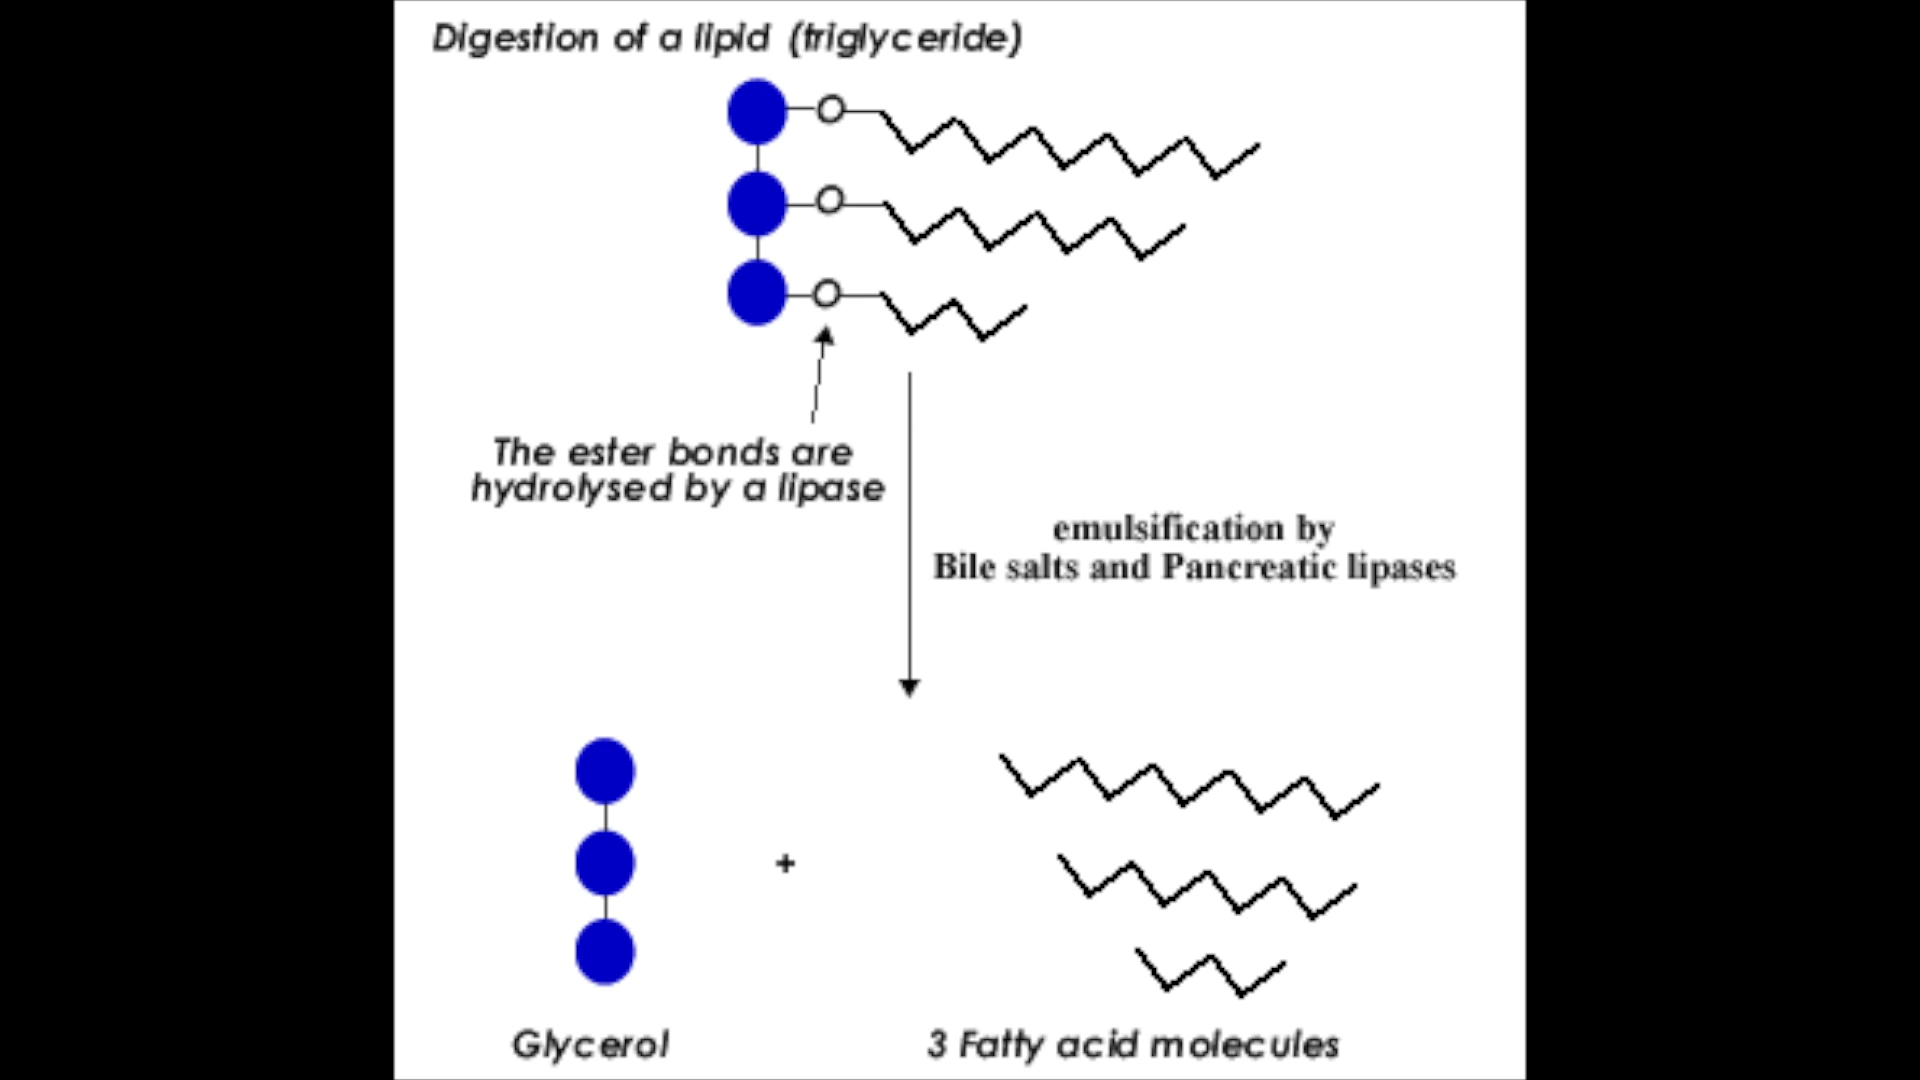 Digestion of a lipid (triglyceride)
O
O
O
The ester bonds are
hydrolysed by a lipase
emulsification by
Bile salts and Pancreatic lipases
+
Glycerol
3 Fatty acid molecules